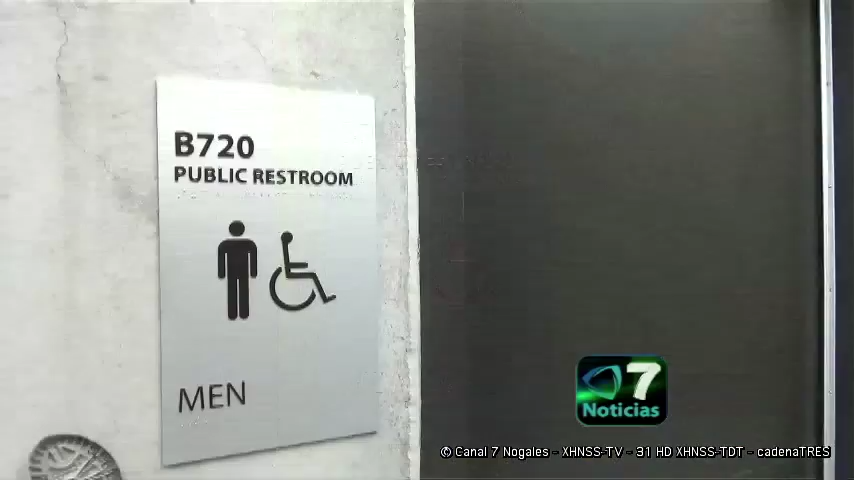 B720
PUBLIC RESTROOM
MEN
7
Noticias
© Canal 7 Nogales - XHNSS-TV - 31 HD XHNSS-TDT - cadenaTRES